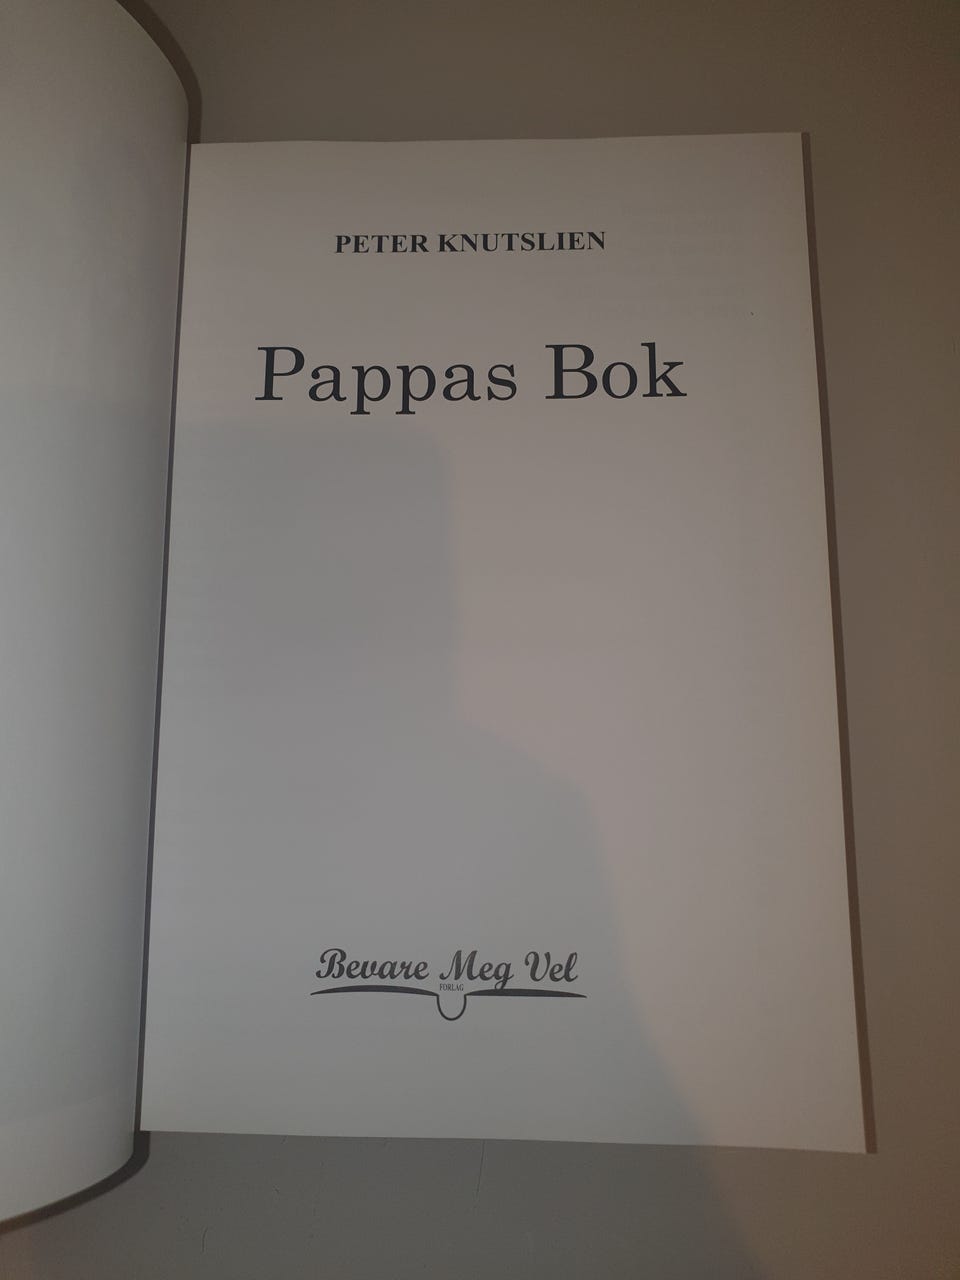 PETER KNUTSLIEN
Pappas Bok
Bevare Meg Vel
FORLAG